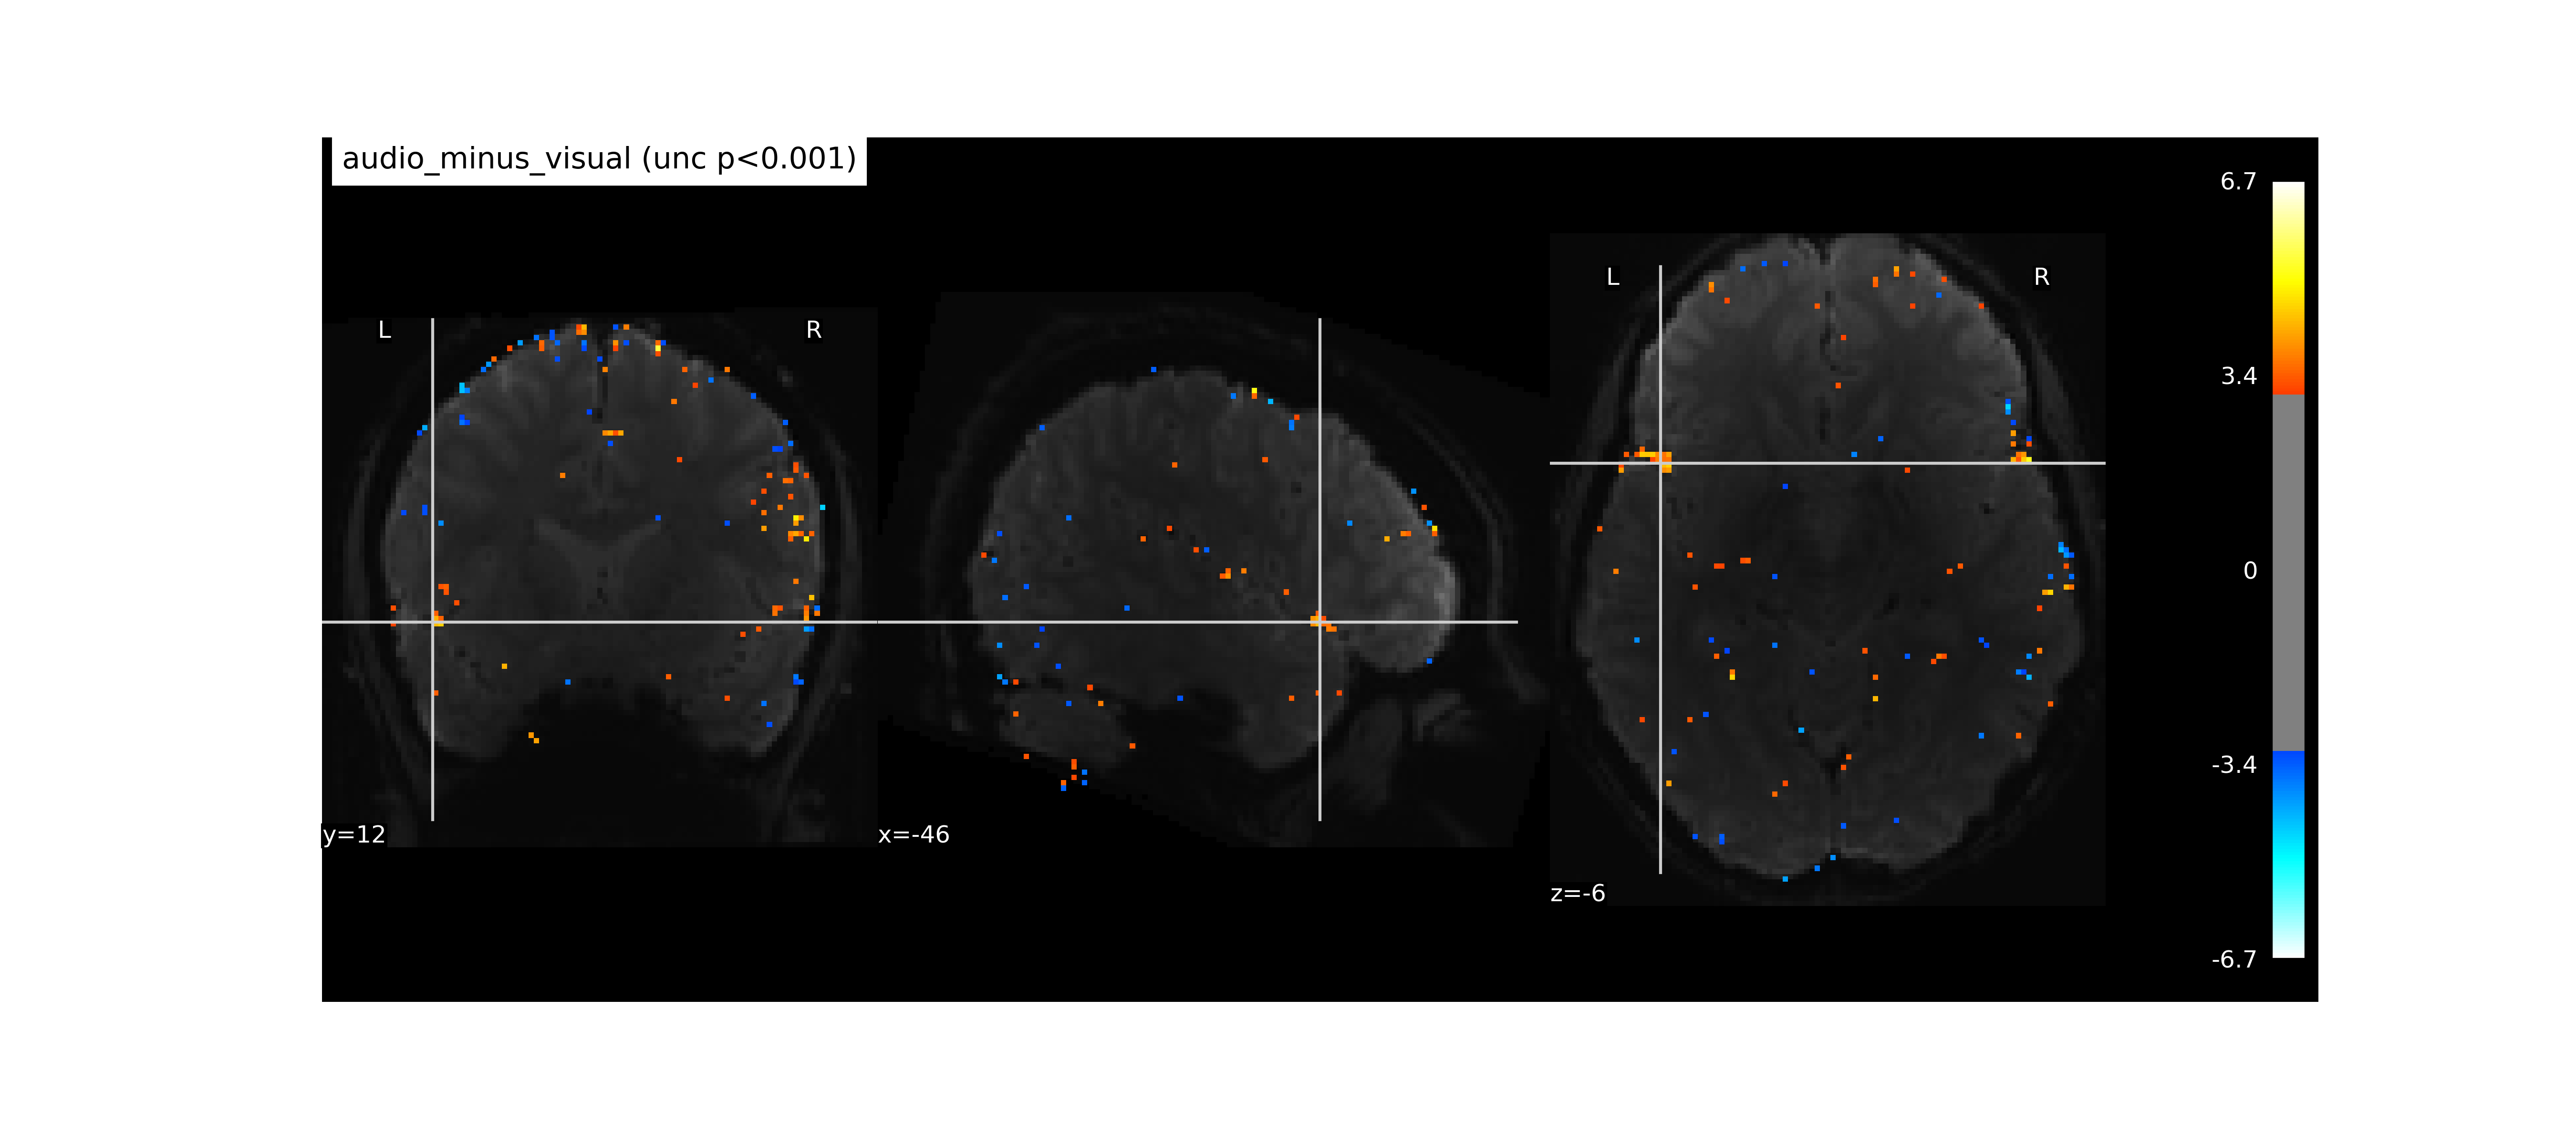 audio_minus_visual (unc p<0.001)
L
R
y=12
x=-46
L
R
z=-6
6.7
3.4
0
-3.4
-6.7